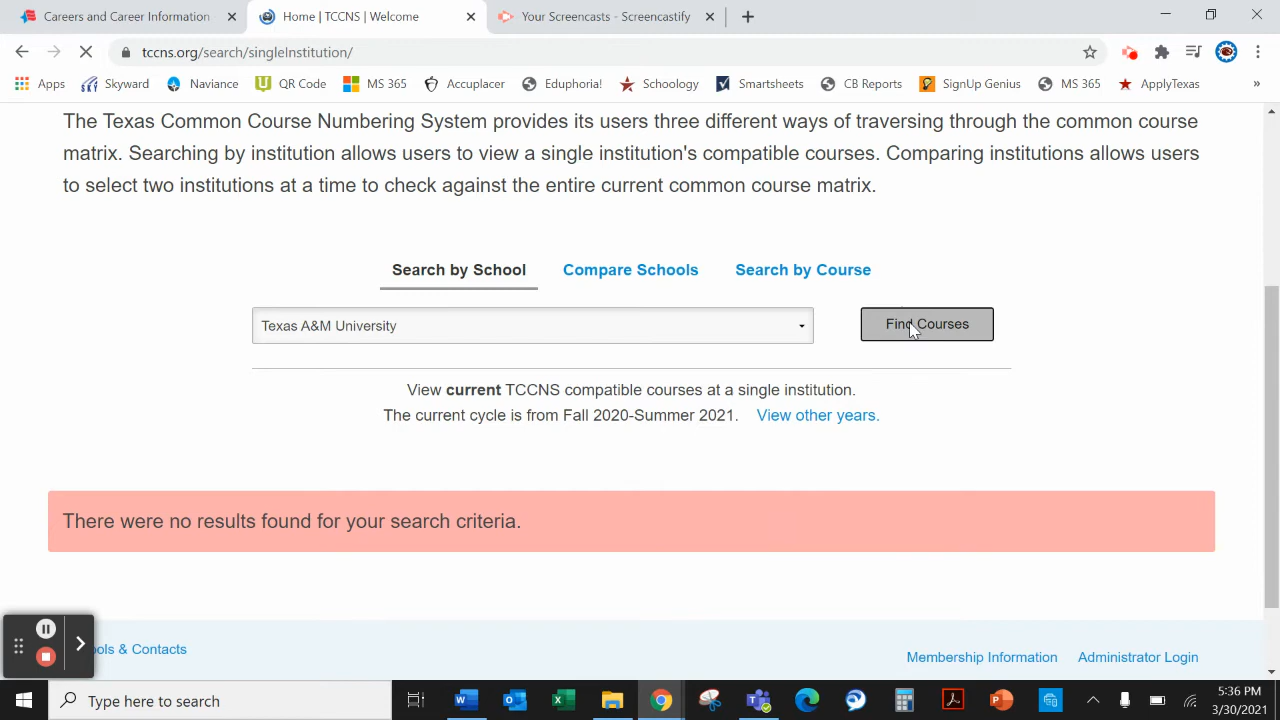 Careers and Career Information
Home | TCCNS | Welcome
Your Screencasts - Screencastify
tccns.org/search/singleInstitution/
Apps
Skyward
Naviance
QR Code
MS 365
Accuplacer
Eduphoria!
Schoology
Smartsheets
CB Reports
SignUp Genius
MS 365
ApplyTexas
»
The Texas Common Course Numbering System provides its users three different ways of traversing through the common course
matrix. Searching by institution allows users to view a single institution's compatible courses. Comparing institutions allows users
to select two institutions at a time to check against the entire current common course matrix.
Search by School
Compare Schools
Search by Course
Texas A&M University
Find Courses
View current TCCNS compatible courses at a single institution.
The current cycle is from Fall 2020-Summer 2021. View other years.
There were no results found for your search criteria.
ols & Contacts
Membership Information
Administrator Login
Type here to search
5:36 PM
3/30/2021